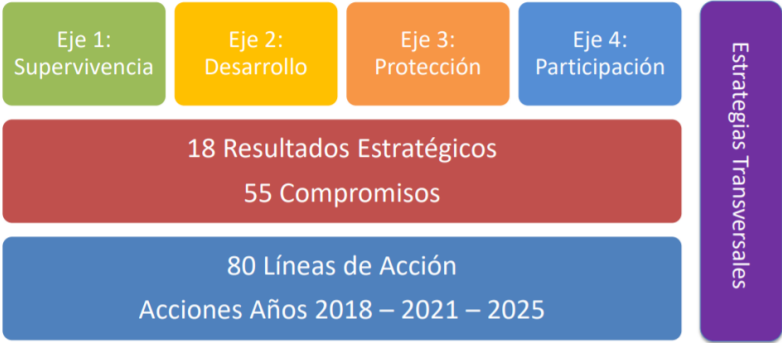 Eje 1:
Supervivencia
Eje 2:
Desarrollo
Eje 3:
Protección
Eje 4:
Participación
18 Resultados Estratégicos
55 Compromisos
80 Líneas de Acción
Acciones Años 2018 – 2021 – 2025
Estrategias Transversales